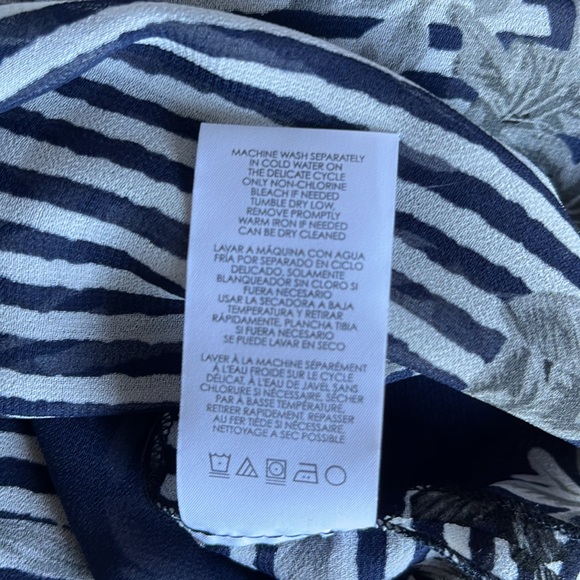 MACHINE WASH SEPARATELY
IN COLD WATER ON
THE DELICATE CYCLE
ONLY NON-CHLORINE
BLEACH IF NEEDED
TUMBLE DRY LOW,
REMOVE PROMPTLY
WARM IRON IF NEEDED
CAN BE DRY CLEANED
LAVAR A MÁQUINA CON AGUA
FRÍA POR SEPARADO EN CICLO
DELICADO, SOLAMENTE
BLANQUEADOR SIN CLORO SI
FUERA NECESARIO
USAR LA SECADORA A BAJA
TEMPERATURA Y RETIRAR
RÁPIDAMENTE, PLANCHA TIBIA
SI FUERA NECESARIO
SE PUEDE LAVAR EN SECO
LAVER À LA MACHINE SÉPARÉMENT
À L'EAU FROIDE SUR LE CYCLE
DÉLICAT, À L'EAU DE JAVEL SANS
CHLORURE SI NÉCESSAIRE, SÉCHER
PAR À BASSE TEMPÉRATURE,
RETIRER RAPIDEMENT, REPASSER
AU FER TIÈDE SI NÉCESSAIRE,
NETTOYAGE A SEC POSSIBLE